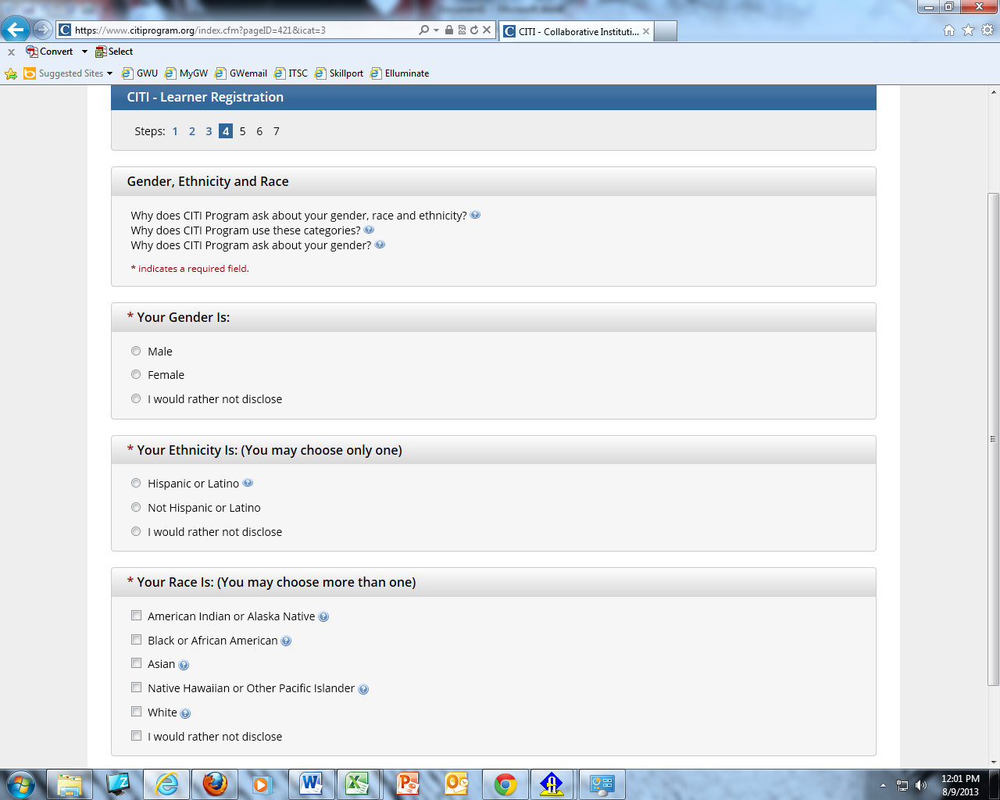 https://www.citiprogram.org/index.cfm?pageID=421&icat=3
CITI - Collaborative Instituti...
x Convert Select
Suggested Sites GWU MyGW GWemail ITSC Skillport Elluminate
CITI - Learner Registration
Steps: 1 2 3 4 5 6 7
Gender, Ethnicity and Race
Why does CITI Program ask about your gender, race and ethnicity?
Why does CITI Program use these categories?
Why does CITI Program ask about your gender?
* indicates a required field.
* Your Gender Is:
Male
Female
I would rather not disclose
* Your Ethnicity Is: (You may choose only one)
Hispanic or Latino
Not Hispanic or Latino
I would rather not disclose
* Your Race Is: (You may choose more than one)
American Indian or Alaska Native
Black or African American
Asian
Native Hawaiian or Other Pacific Islander
White
I would rather not disclose
12:01 PM
8/9/2013